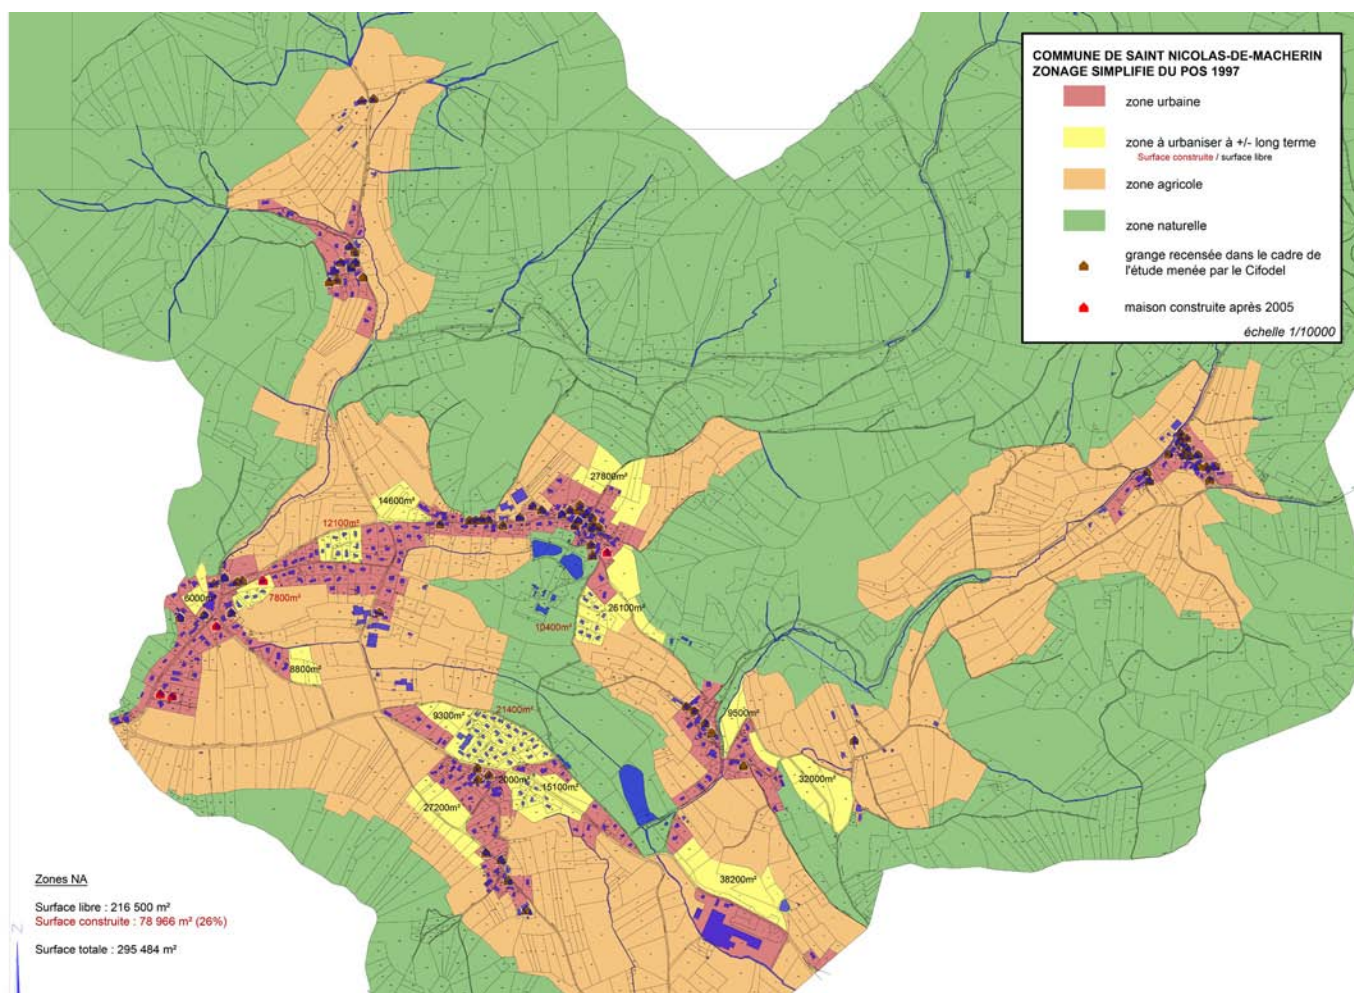 COMMUNE DE SAINT NICOLAS-DE-MACHERIN
ZONAGE SIMPLIFIE DU POS 1997
zone urbaine
zone à urbaniser à +/- long terme
Surface construite / surface libre
zone agricole
zone naturelle
grange recensée dans le cadre de
l'étude menée par le Cifodel
maison construite après 2005
échelle 1/10000
27800m²
14600m²
12100m²
6000m²
7800m²
26100m²
10400m²
8800m²
9300m²
21400m²
9500m²
2000m²
15100m²
32000m²
27200m²
38200m²
Zones NA
Surface libre : 216 500 m²
Surface construite : 78 966 m² (26%)
Surface totale : 295 484 m²
Z